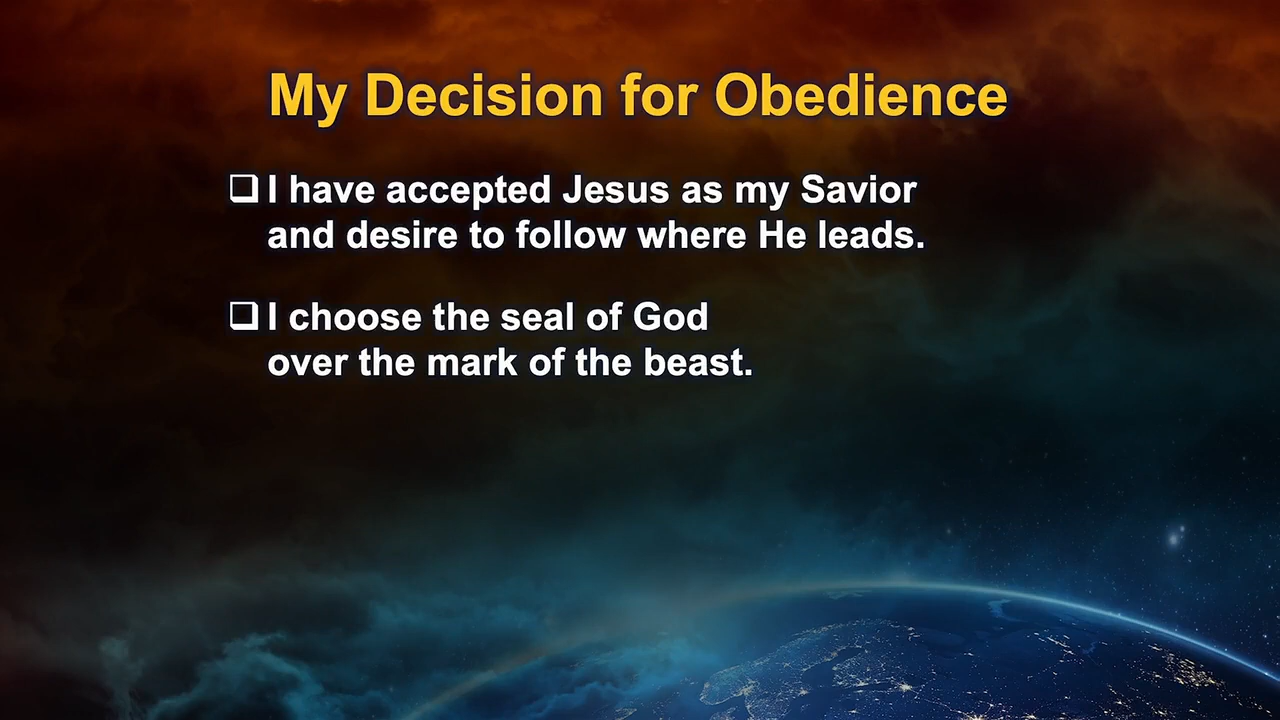 My Decision for Obedience
❑ I have accepted Jesus as my Savior
and desire to follow where He leads.
❑ I choose the seal of God
over the mark of the beast.